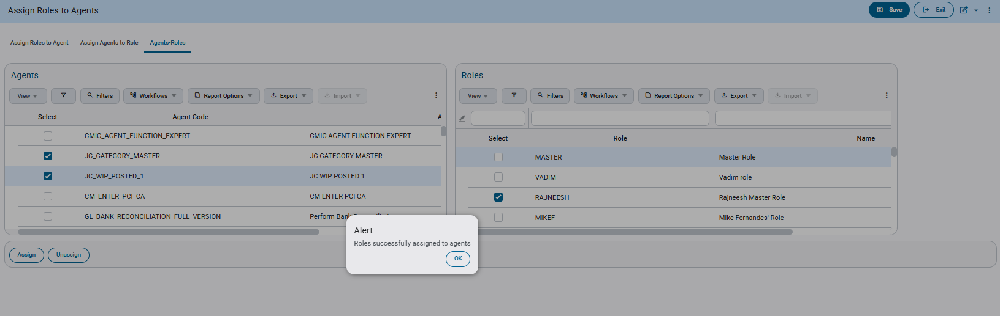 Assign Roles to Agents
Save
Exit
Assign Roles to Agent
Assign Agents to Role
Agents-Roles
Agents
View
Filters
Workflows
Report Options
Export
Import
Select
Agent Code
A
CMIC_AGENT_FUNCTION_EXPERT
CMIC AGENT FUNCTION EXPERT
JC_CATEGORY_MASTER
JC CATEGORY MASTER
JC_WIP_POSTED_1
JC WIP POSTED 1
CM_ENTER_PCI_CA
CM ENTER PCI CA
GL_BANK_RECONCILIATION_FULL_VERSION
Perform Bank
Roles
View
Filters
Workflows
Report Options
Export
Import
Select
Role
Name
MASTER
Master Role
VADIM
Vadim role
RAJNEESH
Rajneesh Master Role
MIKEF
Mike Fernandes' Role
Alert
Roles successfully assigned to agents
OK
Assign
Unassign